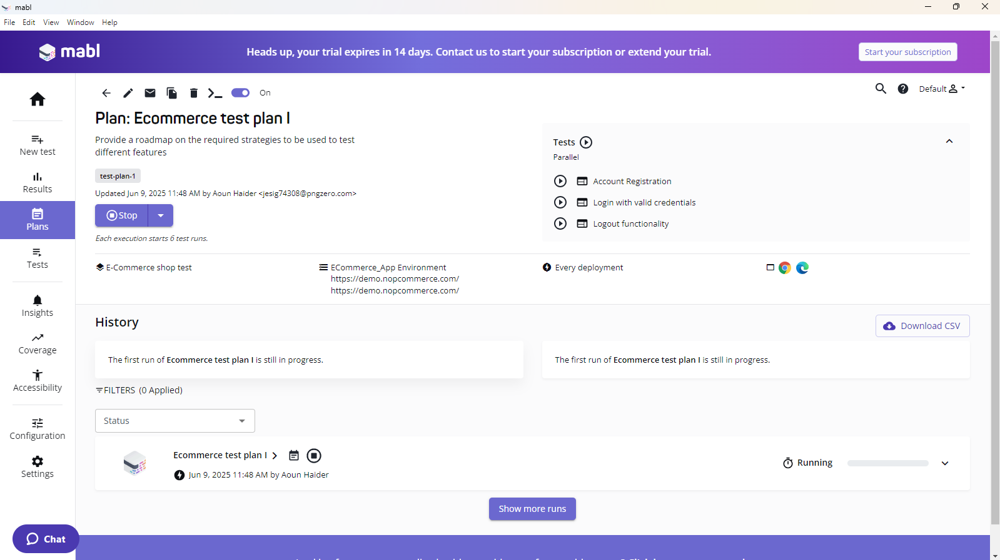 mabl
File Edit View Window Help
mabl
Heads up, your trial expires in 14 days. Contact us to start your subscription or extend your trial.
Start your subscription
On
Default
Plan: Ecommerce test plan I
Provide a roadmap on the required strategies to be used to test
different features
test-plan-1
Updated Jun 9, 2025 11:48 AM by Aoun Haider <jesig74308@pngzero.com>
Stop
Each execution starts 6 test runs.
Tests
Parallel
Account Registration
Login with valid credentials
Logout functionality
New test
Results
Plans
Tests
Insights
Coverage
Accessibility
Configuration
Settings
Chat
E-Commerce shop test
ECommerce_App Environment
https://demo.nopcommerce.com/
https://demo.nopcommerce.com/
Every deployment
History
Download CSV
The first run of Ecommerce test plan I is still in progress.
The first run of Ecommerce test plan I is still in progress.
FILTERS (0 Applied)
Status
Ecommerce test plan I
Jun 9, 2025 11:48 AM by Aoun Haider
Running
Show more runs